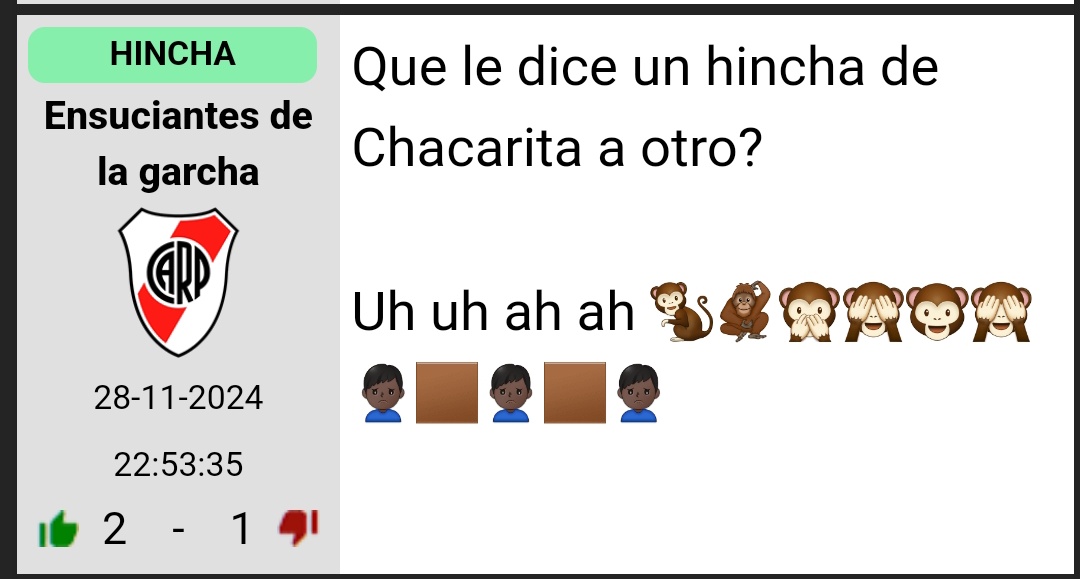 HINCHA
Ensuciantes de
la garcha
CARP
28-11-2024
22:53:35
2 - 1
Que le dice un hincha de
Chacarita a otro?
Uh uh ah ah 🐒🦧🙊🙈🐵🙈
🙍🏿‍♂️🟫🙍🏿‍♂️🟫🙍🏿‍♂️